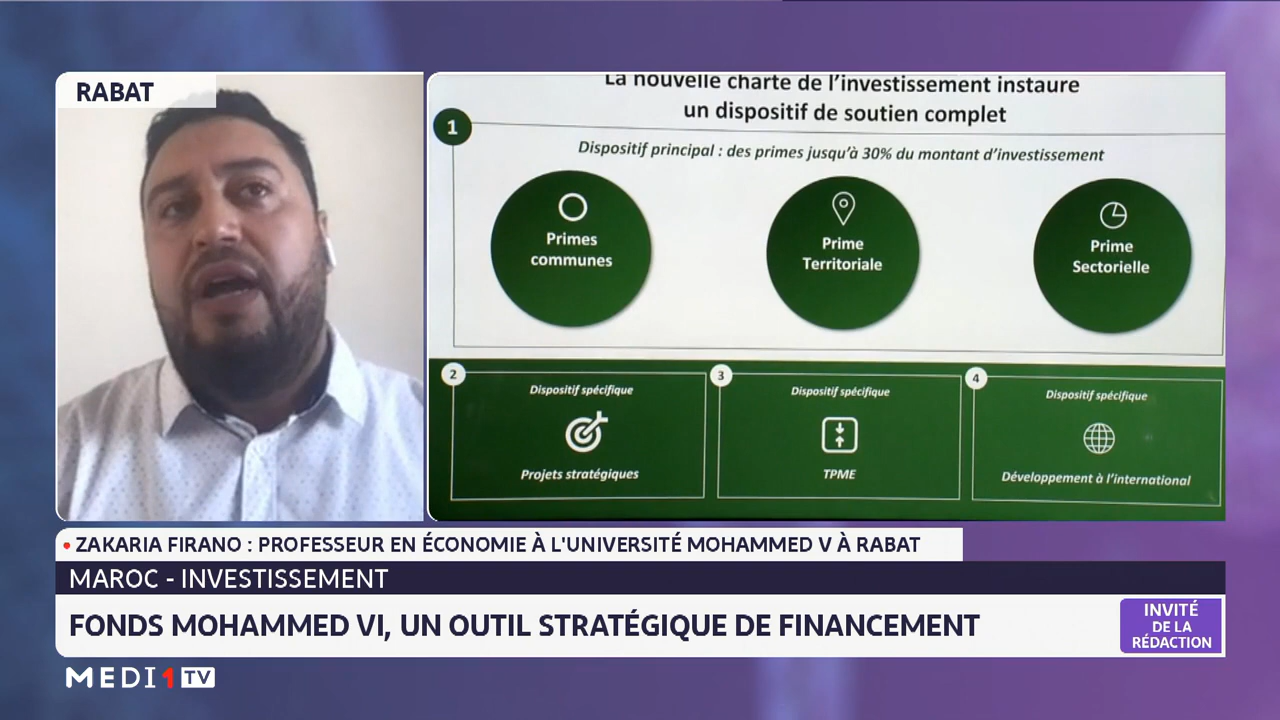 RABAT
La nouvelle charte de l'investissement instaure
un dispositif de soutien complet
1
Dispositif principal : des primes jusqu'à 30% du montant d'investissement
Primes
communes
Prime
Territoriale
Prime
Sectorielle
2
Dispositif spécifique
Projets stratégiques
3
Dispositif spécifique
TPME
4
Dispositif spécifique
Développement à l'international
• ZAKARIA FIRANO : PROFESSEUR EN ÉCONOMIE À L'UNIVERSITÉ MOHAMMED V À RABAT
MAROC - INVESTISSEMENT
FONDS MOHAMMED VI, UN OUTIL STRATÉGIQUE DE FINANCEMENT
INVITÉ
DE LA
RÉDACTION
MEDI1 TV